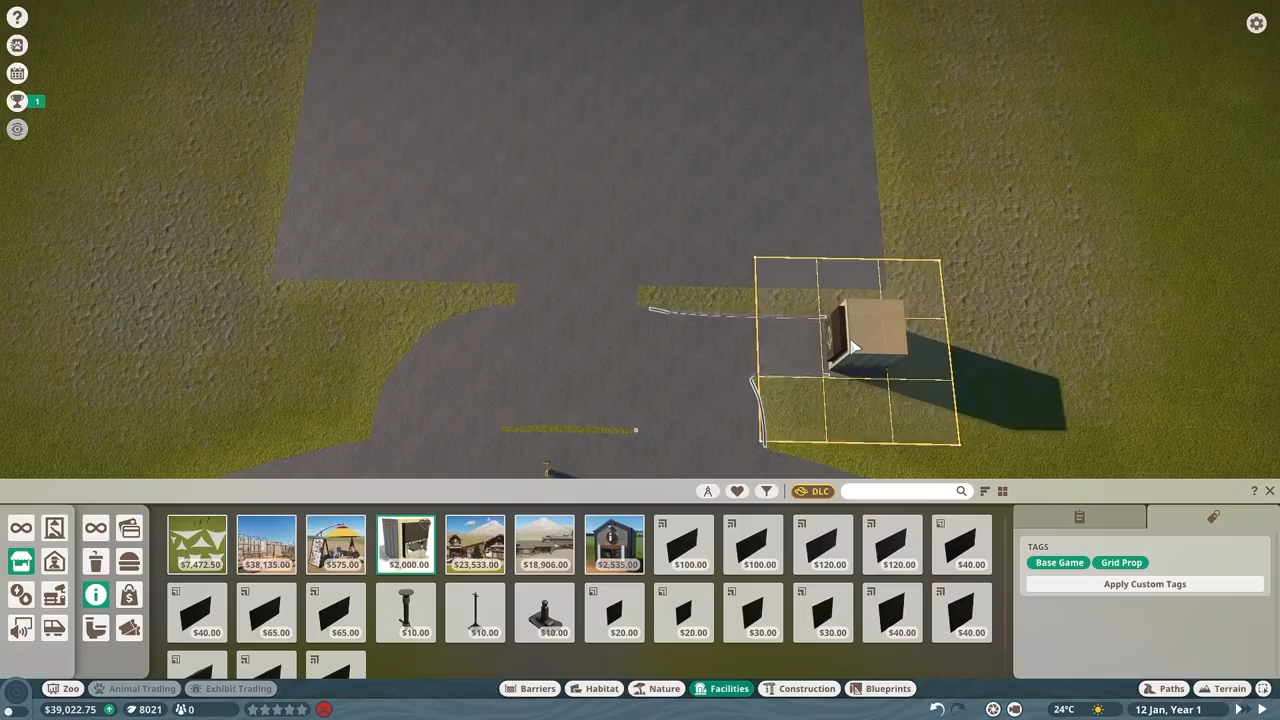 ?
1
DLC
? ×
$7,472.50 $38,135.00 $575.00 $2,000.00 $23,533.00 $18,906.00 $2,535.00 $100.00 $100.00 $120.00 $120.00 $40.00
$40.00 $65.00 $65.00 $10.00 $10.00 $10.00 $20.00 $20.00 $30.00 $30.00 $40.00 $40.00
TAGS
Base Game Grid Prop
Apply Custom Tags
Zoo Animal Trading Exhibit Trading Barriers Habitat Nature Facilities Construction Blueprints Paths Terrain
$39,022.75 8021 0 24°C 12 Jan, Year 1